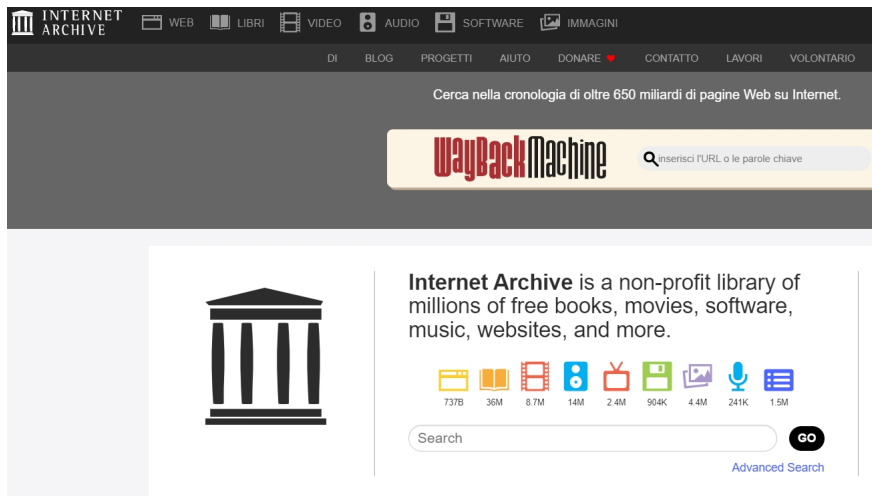 INTERNET ARCHIVE
WEB LIBRI VIDEO AUDIO SOFTWARE IMMAGINI
DI BLOG PROGETTI AIUTO DONARE CONTATTO LAVORI VOLONTARIO
Cerca nella cronologia di oltre 650 miliardi di pagine Web su Internet.
WayBackMachine
inserisci l'URL o le parole chiave
Internet Archive is a non-profit library of
millions of free books, movies, software,
music, websites, and more.
737B 36M 8.7M 14M 2.4M 904K 4.4M 241K 1.5M
Search GO
Advanced Search